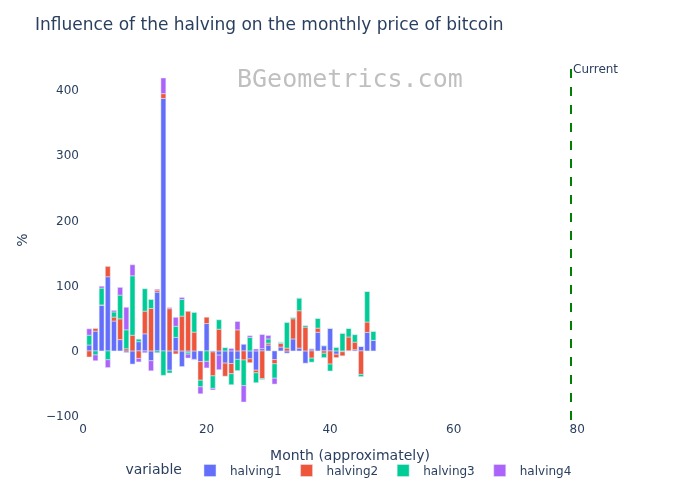 Influence of the halving on the monthly price of bitcoin
BGeometrics.com
Current
400
300
200
100
0
−100
%
0
20
40
60
80
Month (approximately)
variable
halving1
halving2
halving3
halving4